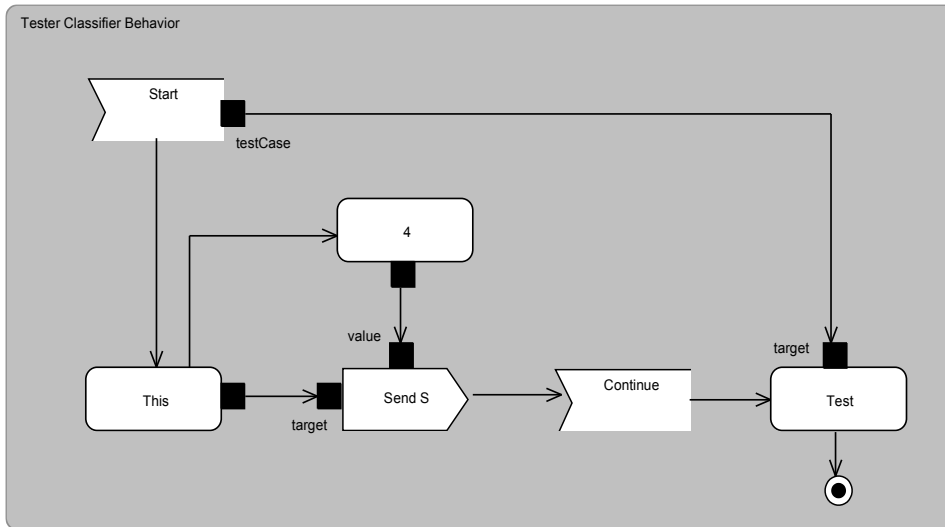 Tester Classifier Behavior
Start
testCase
4
value
target
This
Send S
Continue
Test
target